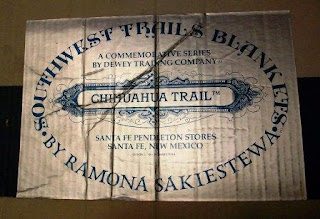 SOUTHWEST TRAILS BLANKETS
A COMMEMORATIVE SERIES
BY DEWEY TRADING COMPANY
CHIHUAHUA TRAIL™
SANTA FE PENDLETON STORES
SANTA FE, NEW MEXICO
• BY RAMONA SAKIESTEWA •